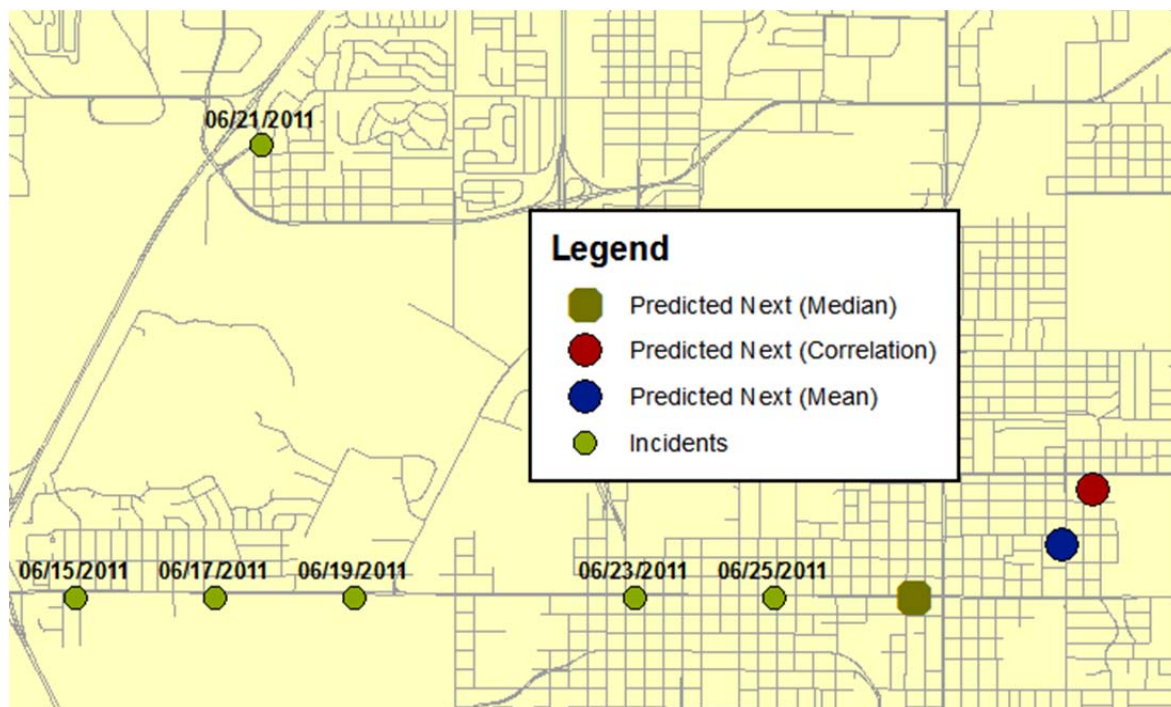 06/21/2011
Legend
Predicted Next (Median)
Predicted Next (Correlation)
Predicted Next (Mean)
Incidents
06/15/2011 06/17/2011 06/19/2011 06/23/2011 06/25/2011